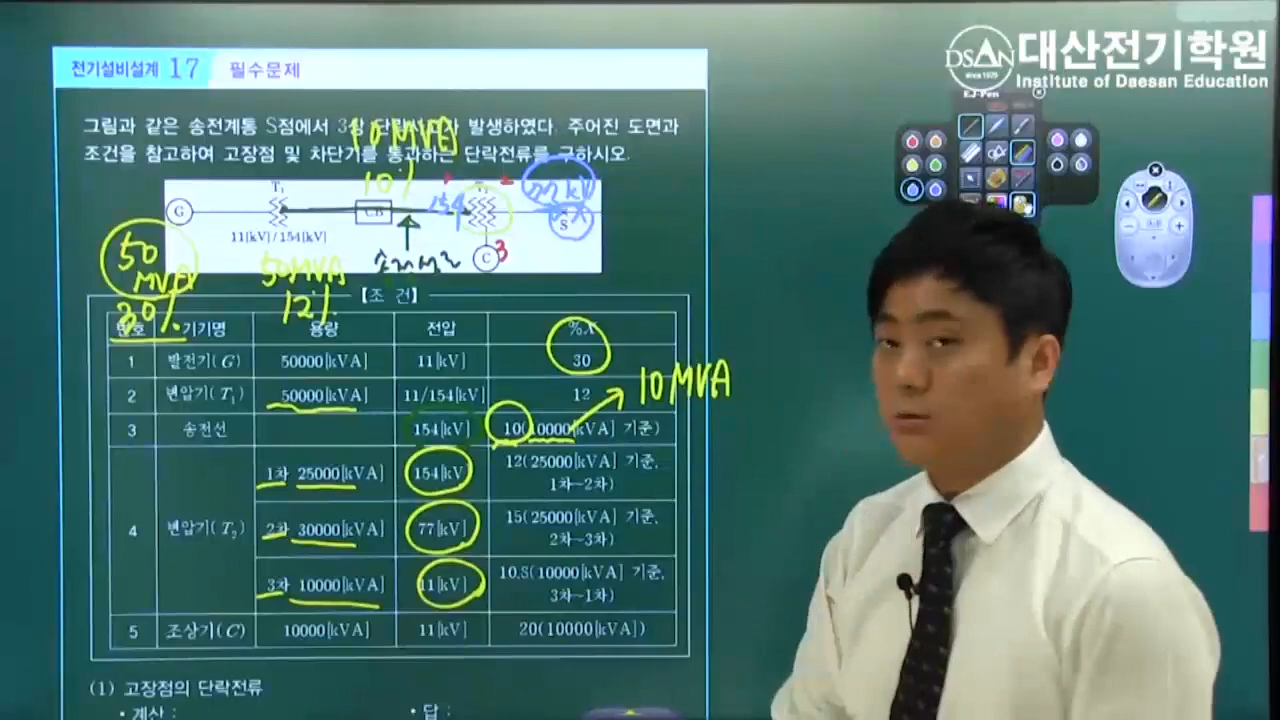 DSAN
since 1979
대산전기학원
Institute of Daesan Education
EJ-Pen
전기설비설계 17 필수문제
그림과 같은 송전계통 S점에서 3상 단락사고가 발생하였다. 주어진 도면과
조건을 참고하여 고장점 및 차단기를 통과하는 단락전류를 구하시오.
10MVA
10%
G
T₁
11[kV]/154[kV]
C.B
154
1
2
77kV
S
C
3
50
MVA
30%
50MVA
12%
【조 건】
번호 기기명 용량 전압 %X
1 발전기(G) 50000[kVA] 11[kV] 30
2 변압기(T₁) 50000[kVA] 11/154[kV] 12
10MVA
3 송전선 154[kV] 10(10000[kVA] 기준)
4 변압기(T₂)
1차 25000[kVA] 154[kV] 12(25000[kVA] 기준,
1차~2차)
2차 30000[kVA] 77[kV] 15(25000[kVA] 기준,
2차~3차)
3차 10000[kVA] 11[kV] 10.8(10000[kVA] 기준,
3차~1차)
5 조상기(C) 10000[kVA] 11[kV] 20(10000[kVA])
(1) 고장점의 단락전류
• 계산 : • 답 :